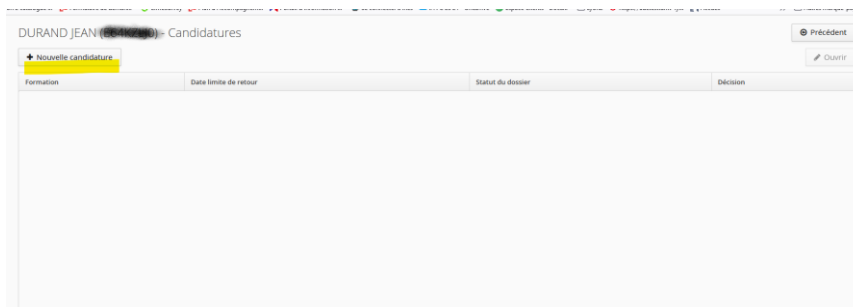 DURAND JEAN - Candidatures
Précédent
Nouvelle candidature
Ouvrir
Formation Date limite de retour Statut du dossier Décision